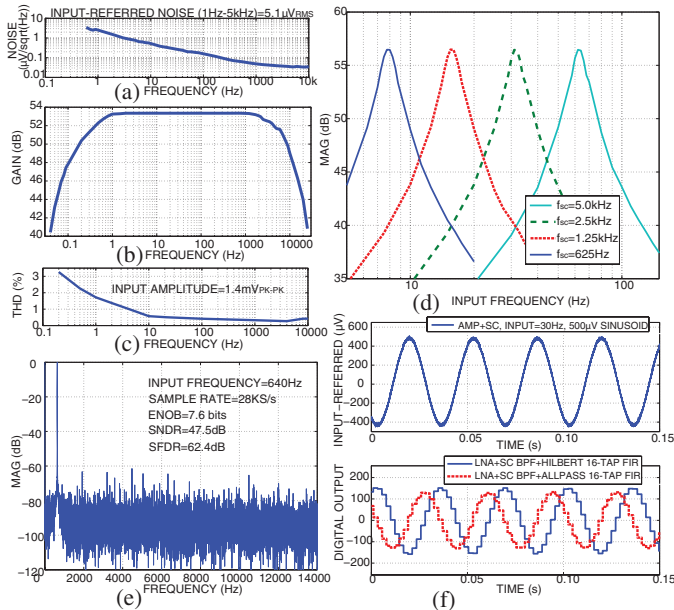 INPUT-REFERRED NOISE (1Hz-5kHz)=5.1µVRMS
NOISE
(µV/sqrt(Hz))
10
1
0.1
0.01
0.1 1 10 100 1000 10k
FREQUENCY (Hz)
(a)
GAIN (dB)
54
52
50
48
46
44
42
40
0.1 1 10 100 1000 10000
(b)
FREQUENCY (Hz)
THD (%)
3
2
1
0
INPUT AMPLITUDE=1.4mVPK-PK
0.1 1 10 100 1000 10000
(c)
FREQUENCY (Hz)
MAG (dB)
60
55
50
45
40
35
fsc=5.0kHz
fsc=2.5kHz
fsc=1.25kHz
fsc=625Hz
10 100
(d)
INPUT FREQUENCY (Hz)
MAG (dB)
0
−20
−40
−60
−80
−100
−120
INPUT FREQUENCY=640Hz
SAMPLE RATE=28KS/s
ENOB=7.6 bits
SNDR=47.5dB
SFDR=62.4dB
0 2000 4000 6000 8000 10000 12000 14000
FREQUENCY (Hz)
(e)
INPUT−REFERRED (µV)
800
400
200
0
−200
−400
AMP+SC, INPUT=30Hz, 500µV SINUSOID
0 0.05 0.10 0.15
TIME (s)
DIGITAL OUTPUT
200
100
0
−100
−200
LNA+SC BPF+HILBERT 16-TAP FIR
LNA+SC BPF+ALLPASS 16-TAP FIR
0 0.05 0.10 0.15
TIME (s)
(f)